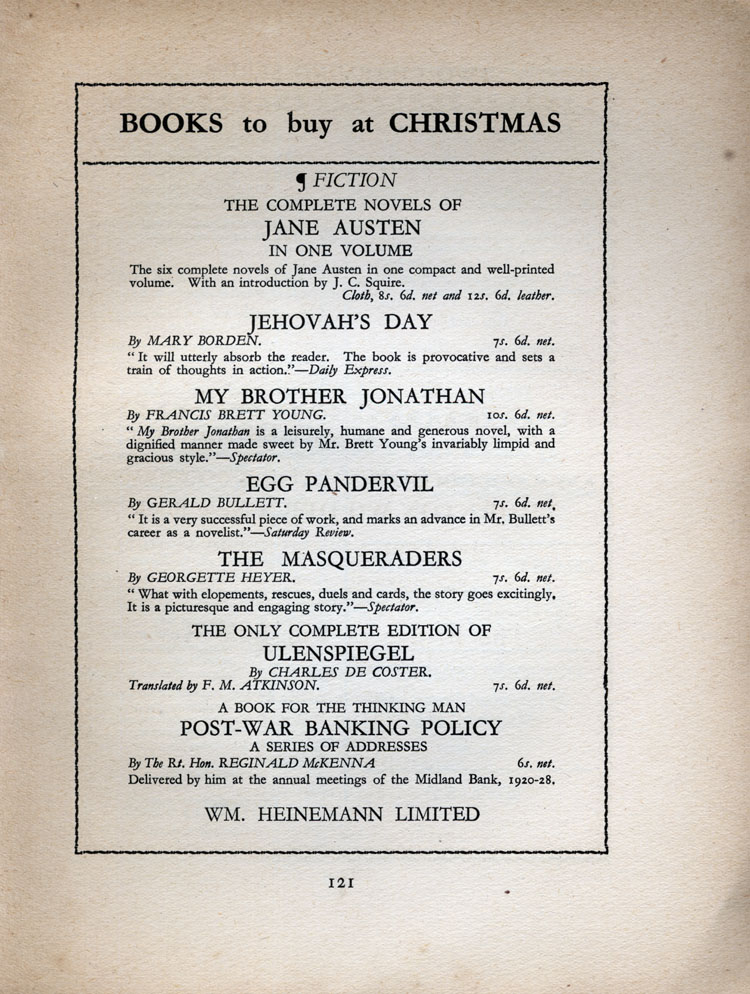 BOOKS to buy at CHRISTMAS
¶ FICTION
THE COMPLETE NOVELS OF
JANE AUSTEN
IN ONE VOLUME
The six complete novels of Jane Austen in one compact and well-printed
volume. With an introduction by J. C. Squire.
Cloth, 8s. 6d. net and 12s. 6d. leather.
JEHOVAH'S DAY
By MARY BORDEN. 7s. 6d. net.
“ It will utterly absorb the reader. The book is provocative and sets a
train of thoughts in action.”—Daily Express.
MY BROTHER JONATHAN
By FRANCIS BRETT YOUNG. 10s. 6d. net.
“ My Brother Jonathan is a leisurely, humane and generous novel, with a
dignified manner made sweet by Mr. Brett Young's invariably limpid and
gracious style.”—Spectator.
EGG PANDERVIL
By GERALD BULLETT. 7s. 6d. net.
“ It is a very successful piece of work, and marks an advance in Mr. Bullett's
career as a novelist.”—Saturday Review.
THE MASQUERADERS
By GEORGETTE HEYER. 7s. 6d. net.
“ What with elopements, rescues, duels and cards, the story goes excitingly.
It is a picturesque and engaging story.”—Spectator.
THE ONLY COMPLETE EDITION OF
ULENSPIEGEL
By CHARLES DE COSTER.
Translated by F. M. ATKINSON. 7s. 6d. net.
A BOOK FOR THE THINKING MAN
POST-WAR BANKING POLICY
A SERIES OF ADDRESSES
By The Rt. Hon. REGINALD McKENNA 6s. net.
Delivered by him at the annual meetings of the Midland Bank, 1920-28.
WM. HEINEMANN LIMITED
121